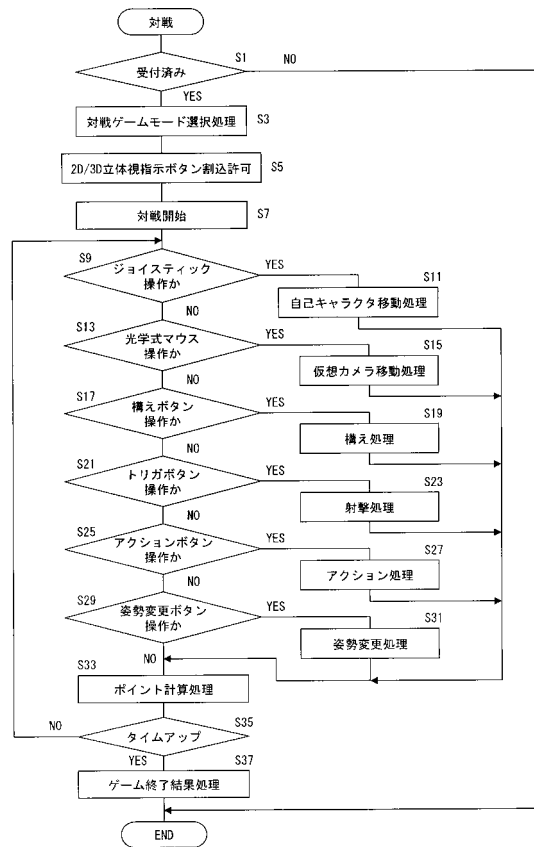 対戦
S1
受付済み
NO
YES
対戦ゲームモード選択処理
S3
2D/3D立体視指示ボタン割込許可
S5
対戦開始
S7
S9
ジョイスティック
操作か
YES
S11
自己キャラクタ移動処理
NO
S13
光学式マウス
操作か
YES
S15
仮想カメラ移動処理
NO
S17
構えボタン
操作か
YES
S19
構え処理
NO
S21
トリガボタン
操作か
YES
S23
射撃処理
NO
S25
アクションボタン
操作か
YES
S27
アクション処理
NO
S29
姿勢変更ボタン
操作か
YES
S31
姿勢変更処理
NO
S33
ポイント計算処理
S35
NO
タイムアップ
YES
S37
ゲーム終了結果処理
END